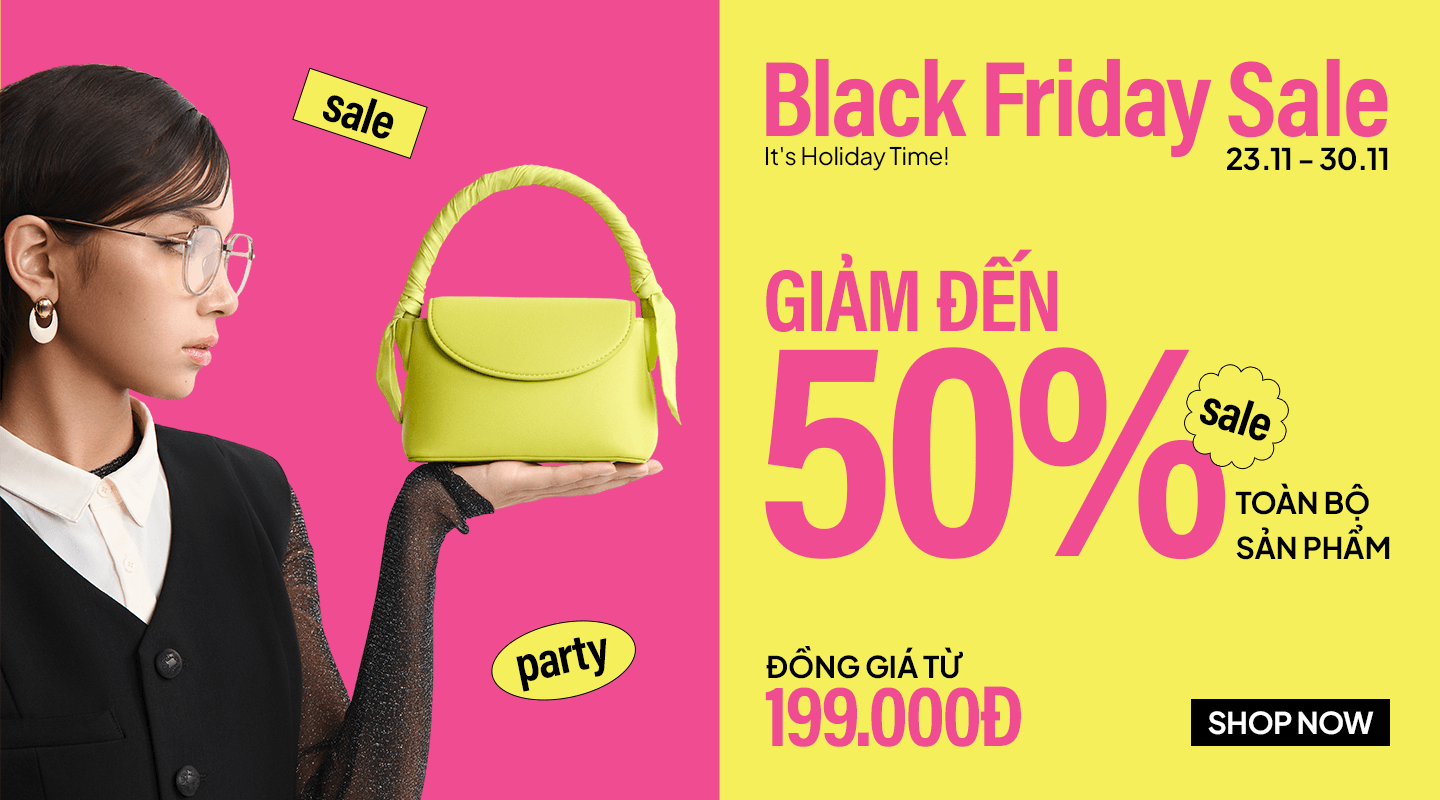 sale
party
Black Friday Sale
It's Holiday Time!
23.11 – 30.11
GIẢM ĐẾN
50%
sale
TOÀN BỘ
SẢN PHẨM
ĐỒNG GIÁ TỪ
199.000Đ
SHOP NOW